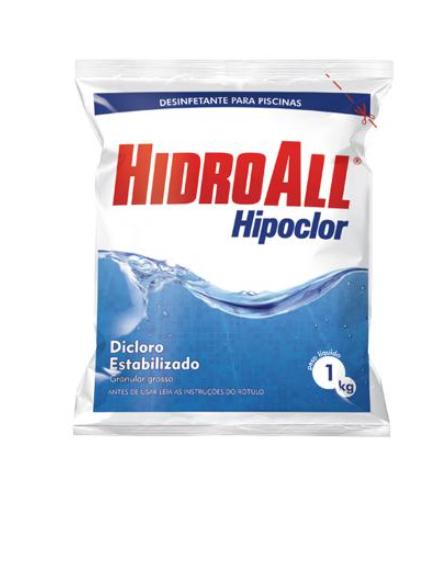 DESINFETANTE PARA PISCINAS
HIDROALL®
Hipoclor
Dicloro
Estabilizado
Granular grosso
ANTES DE USAR LEIA AS INSTRUÇÕES DO RÓTULO
peso líquido
1
kg